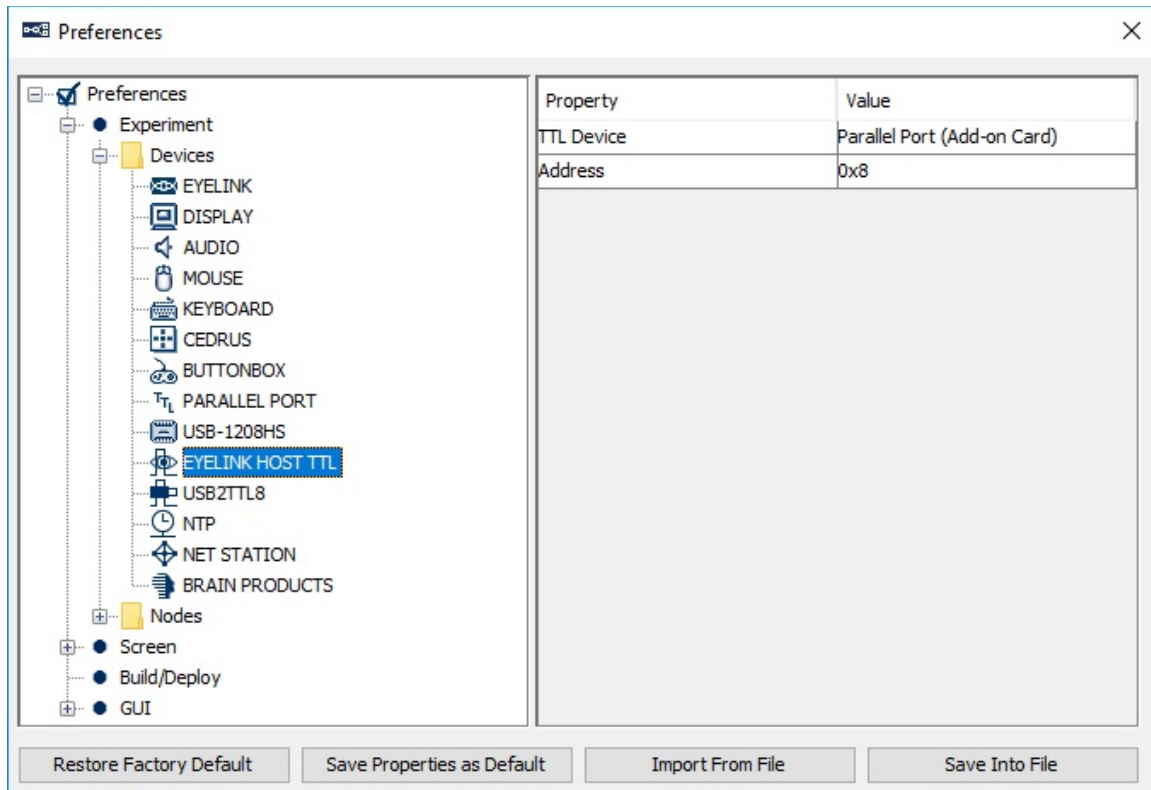 Preferences
Preferences
Experiment
Devices
EYELINK
DISPLAY
AUDIO
MOUSE
KEYBOARD
CEDRUS
BUTTONBOX
TTL PARALLEL PORT
USB-1208HS
EYELINK HOST TTL
USB2TTL8
NTP
NET STATION
BRAIN PRODUCTS
Nodes
Screen
Build/Deploy
GUI
Property Value
TTL Device Parallel Port (Add-on Card)
Address 0x8
Restore Factory Default Save Properties as Default Import From File Save Into File